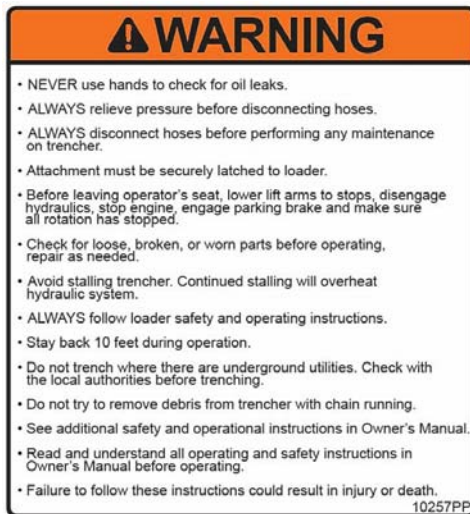 WARNING
• NEVER use hands to check for oil leaks.
• ALWAYS relieve pressure before disconnecting hoses.
• ALWAYS disconnect hoses before performing any maintenance
on trencher.
• Attachment must be securely latched to loader.
• Before leaving operator's seat, lower lift arms to stops, disengage
hydraulics, stop engine, engage parking brake and make sure
all rotation has stopped.
• Check for loose, broken, or worn parts before operating,
repair as needed.
• Avoid stalling trencher. Continued stalling will overheat
hydraulic system.
• ALWAYS follow loader safety and operating instructions.
• Stay back 10 feet during operation.
• Do not trench where there are underground utilities. Check with
the local authorities before trenching.
• Do not try to remove debris from trencher with chain running.
• See additional safety and operational instructions in Owner's Manual.
• Read and understand all operating and safety instructions in
Owner's Manual before operating.
• Failure to follow these instructions could result in injury or death.
10257PP